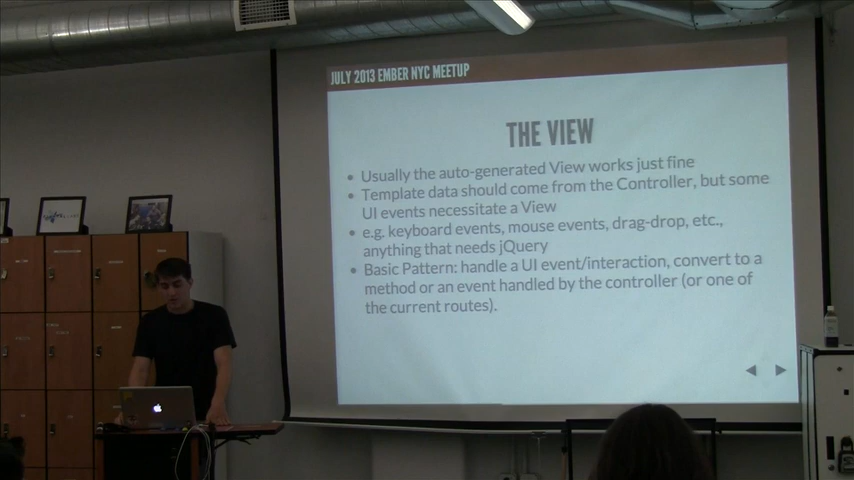 JULY 2013 EMBER NYC MEETUP
THE VIEW
• Usually the auto-generated View works just fine
• Template data should come from the Controller, but some
UI events necessitate a View
• e.g. keyboard events, mouse events, drag-drop, etc.,
anything that needs jQuery
• Basic Pattern: handle a UI event/interaction, convert to a
method or an event handled by the controller (or one of
the current routes).